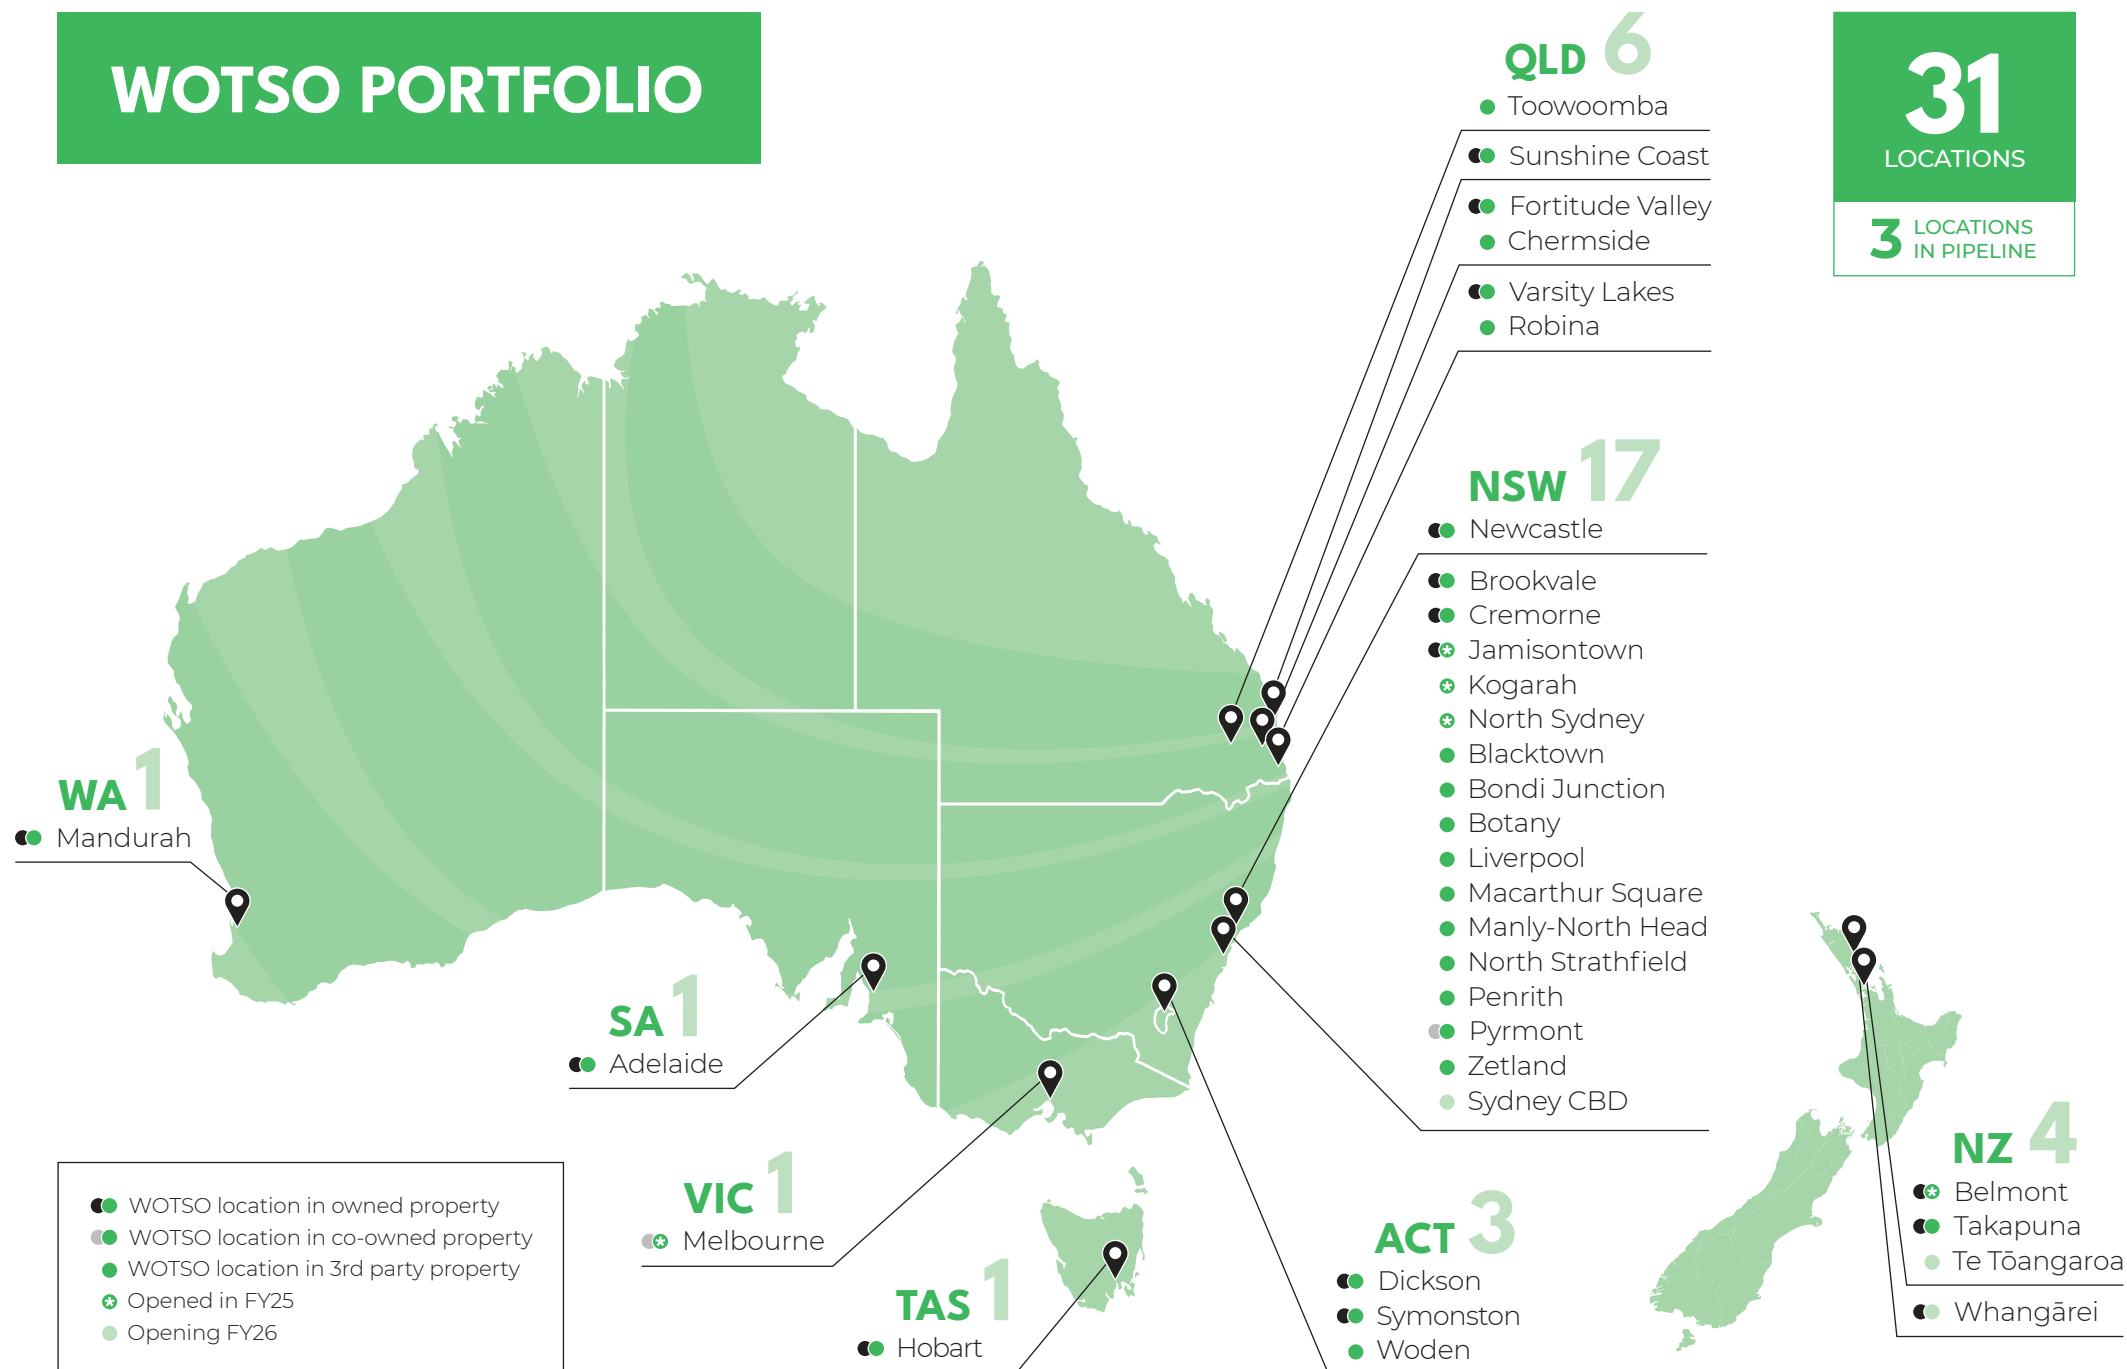 WOTSO PORTFOLIO
31
LOCATIONS
3 LOCATIONS
IN PIPELINE
QLD 6
Toowoomba
Sunshine Coast
Fortitude Valley
Chermside
Varsity Lakes
Robina
NSW 17
Newcastle
Brookvale
Cremorne
Jamisontown
Kogarah
North Sydney
Blacktown
Bondi Junction
Botany
Liverpool
Macarthur Square
Manly-North Head
North Strathfield
Penrith
Pyrmont
Zetland
Sydney CBD
WA 1
Mandurah
SA 1
Adelaide
VIC 1
Melbourne
TAS 1
Hobart
ACT 3
Dickson
Symonston
Woden
NZ 4
Belmont
Takapuna
Te Tōangaroa
Whangārei
WOTSO location in owned property
WOTSO location in co-owned property
WOTSO location in 3rd party property
Opened in FY25
Opening FY26